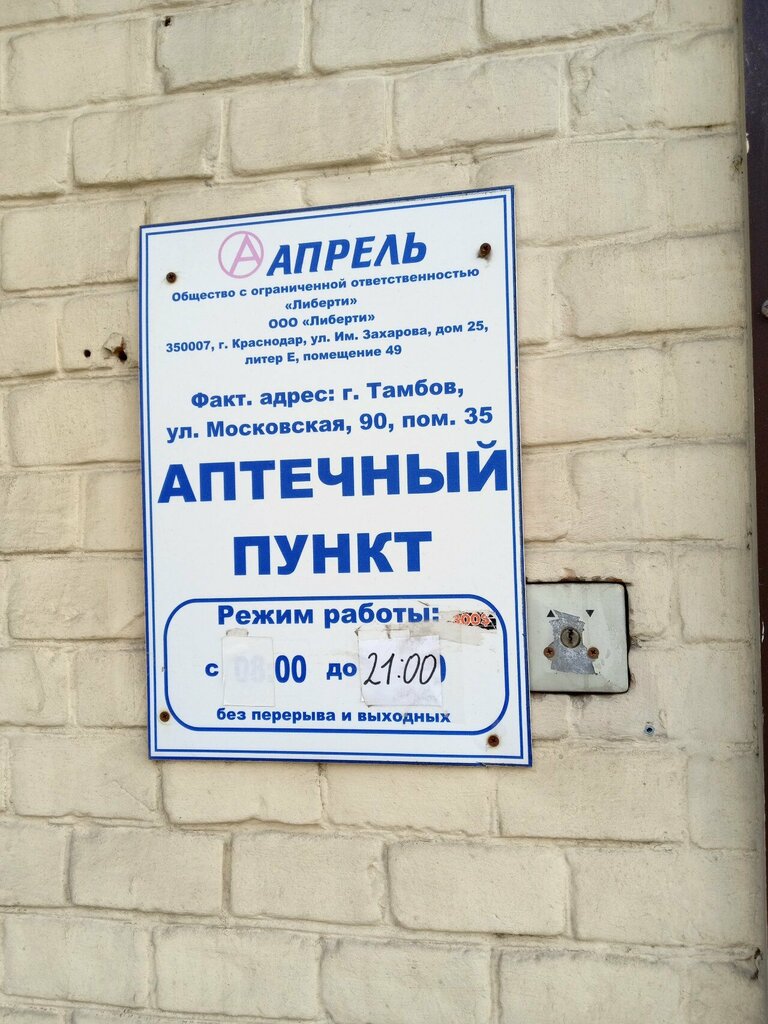 А АПРЕЛЬ
Общество с ограниченной ответственностью
«Либерти»
ООО «Либерти»
350007, г. Краснодар, ул. Им. Захарова, дом 25,
литер Е, помещение 49
Факт. адрес: г. Тамбов,
ул. Московская, 90, пом. 35
АПТЕЧНЫЙ
ПУНКТ
Режим работы:
с 08:00 до 21:00
без перерыва и выходных